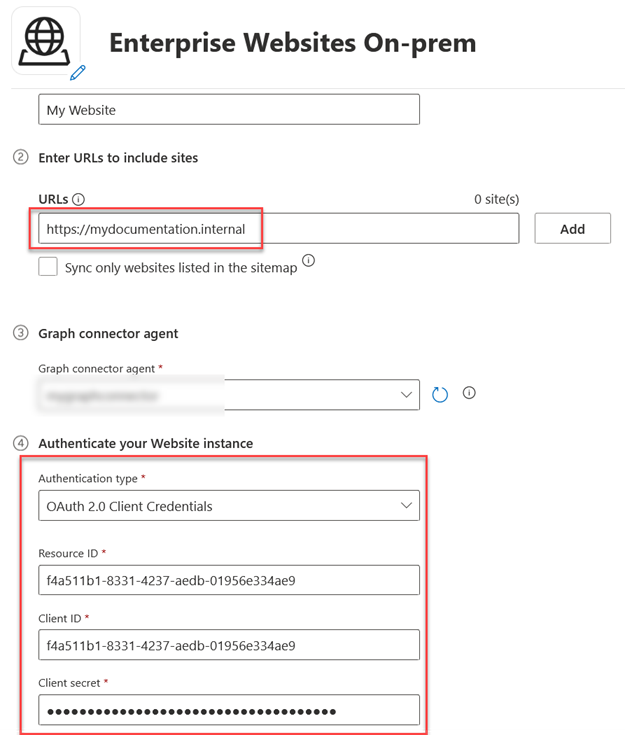 Enterprise Websites On-prem
My Website
2 Enter URLs to include sites
URLs 0 site(s)
https://mydocumentation.internal Add
Sync only websites listed in the sitemap
3 Graph connector agent
Graph connector agent *
4 Authenticate your Website instance
Authentication type *
OAuth 2.0 Client Credentials
Resource ID *
f4a511b1-8331-4237-aedb-01956e334ae9
Client ID *
f4a511b1-8331-4237-aedb-01956e334ae9
Client secret *
●●●●●●●●●●●●●●●●●●●●●●●●●●●●●●●●●●●●